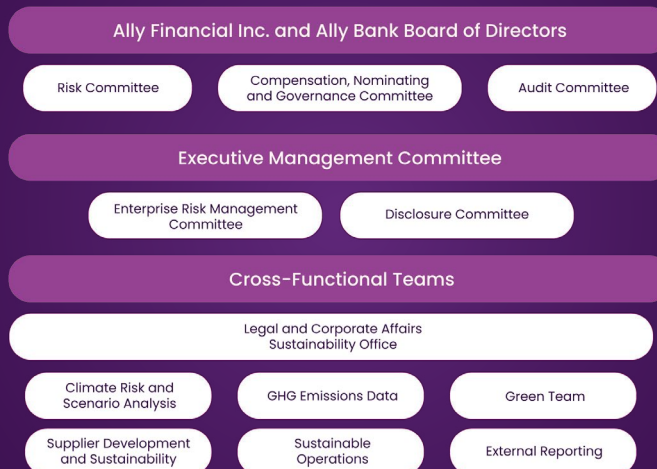 Ally Financial Inc. and Ally Bank Board of Directors
Risk Committee
Compensation, Nominating
and Governance Committee
Audit Committee
Executive Management Committee
Enterprise Risk Management
Committee
Disclosure Committee
Cross-Functional Teams
Legal and Corporate Affairs
Sustainability Office
Climate Risk and
Scenario Analysis
GHG Emissions Data
Green Team
Supplier Development
and Sustainability
Sustainable
Operations
External Reporting